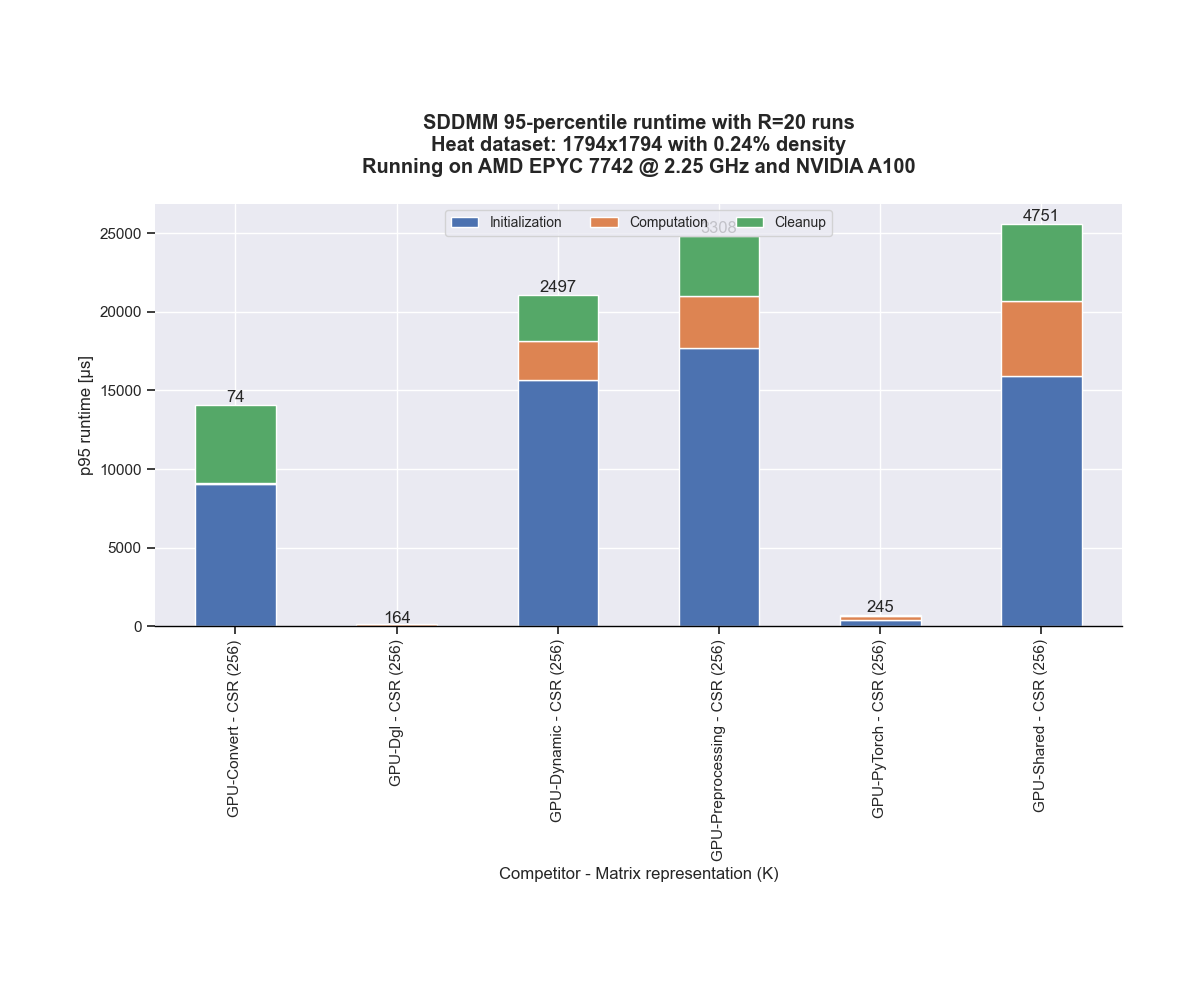 SDDMM 95-percentile runtime with R=20 runs
Heat dataset: 1794x1794 with 0.24% density
Running on AMD EPYC 7742 @ 2.25 GHz and NVIDIA A100
Initialization
Computation
Cleanup
p95 runtime [µs]
25000
20000
15000
10000
5000
0
74
164
2497
3308
245
4751
GPU-Convert - CSR (256)
GPU-Dgl - CSR (256)
GPU-Dynamic - CSR (256)
GPU-Preprocessing - CSR (256)
GPU-PyTorch - CSR (256)
GPU-Shared - CSR (256)
Competitor - Matrix representation (K)